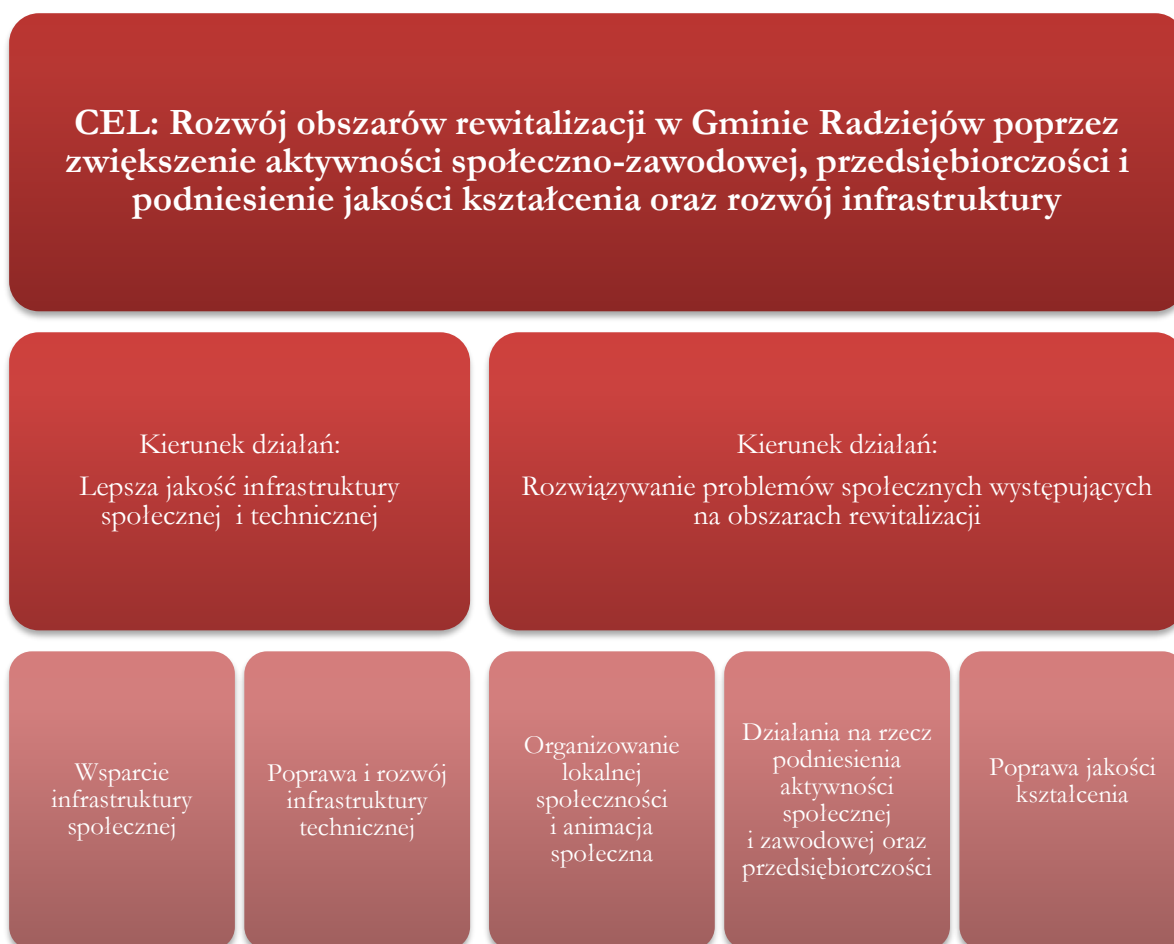 CEL: Rozwój obszarów rewitalizacji w Gminie Radziejów poprzez
zwiększenie aktywności społeczno-zawodowej, przedsiębiorczości i
podniesienie jakości kształcenia oraz rozwój infrastruktury
Kierunek działań:
Lepsza jakość infrastruktury
społecznej i technicznej
Kierunek działań:
Rozwiązywanie problemów społecznych występujących
na obszarach rewitalizacji
Wsparcie
infrastruktury
społecznej
Poprawa i rozwój
infrastruktury
technicznej
Organizowanie
lokalnej
społeczności
i animacja
społeczna
Działania na rzecz
podniesienia
aktywności
społecznej
i zawodowej oraz
przedsiębiorczości
Poprawa jakości
kształcenia